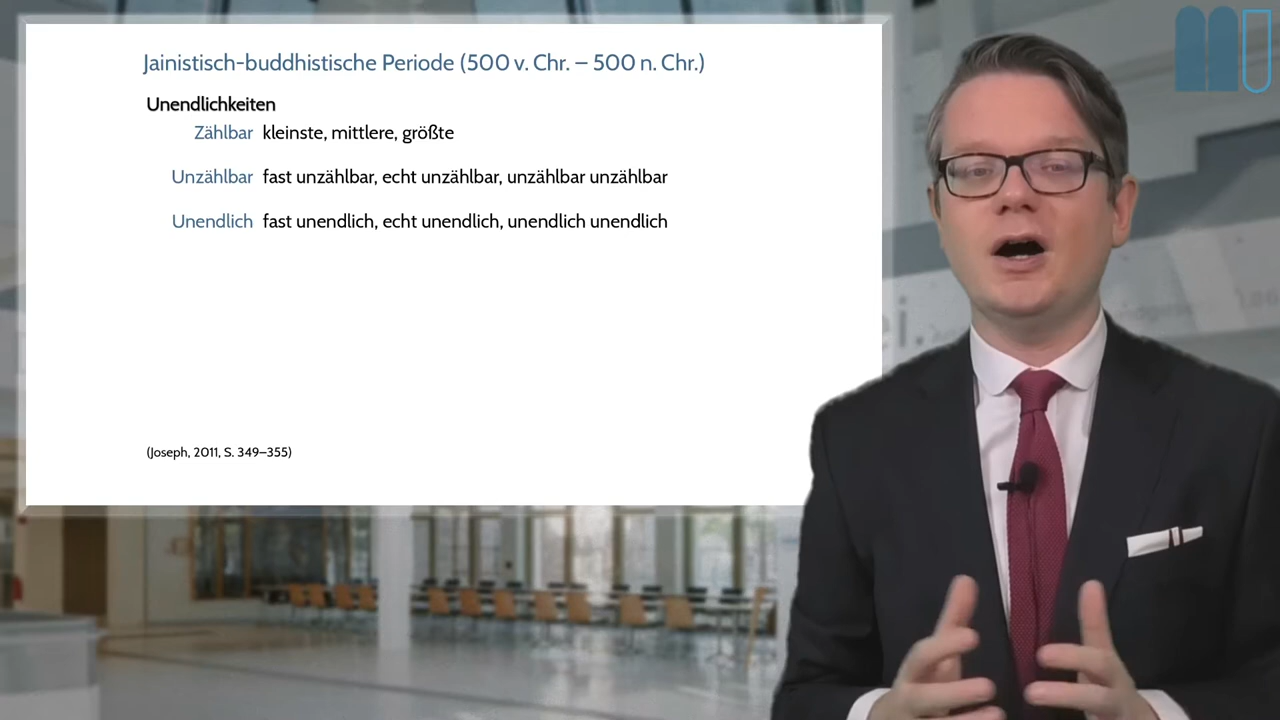 Jainistisch-buddhistische Periode (500 v. Chr. – 500 n. Chr.)
Unendlichkeiten
Zählbar kleinste, mittlere, größte
Unzählbar fast unzählbar, echt unzählbar, unzählbar unzählbar
Unendlich fast unendlich, echt unendlich, unendlich unendlich
(Joseph, 2011, S. 349–355)